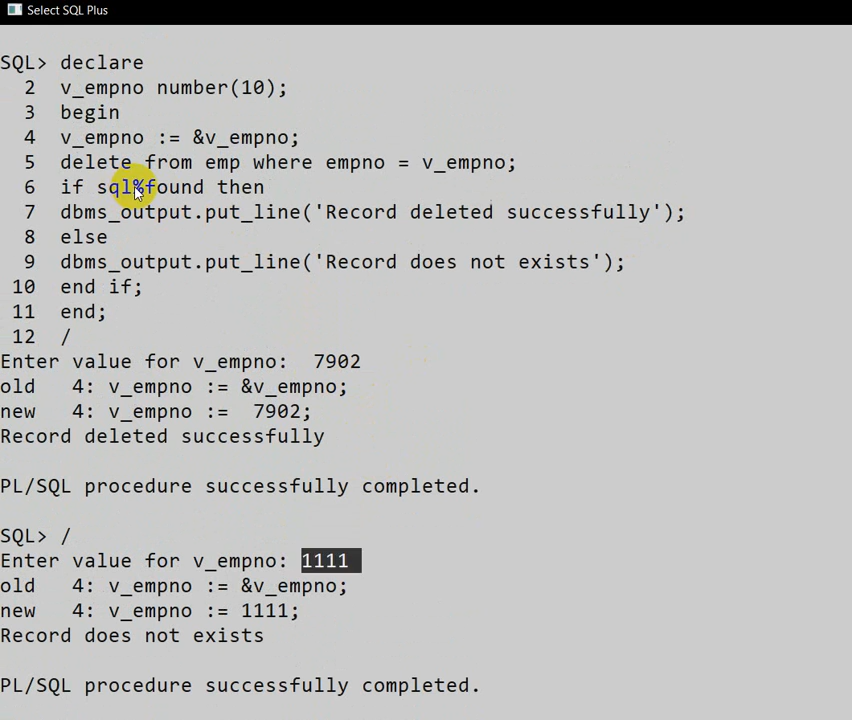 Select SQL Plus
SQL> declare
2 v_empno number(10);
3 begin
4 v_empno := &v_empno;
5 delete from emp where empno = v_empno;
6 if sql%found then
7 dbms_output.put_line('Record deleted successfully');
8 else
9 dbms_output.put_line('Record does not exists');
10 end if;
11 end;
12 /
Enter value for v_empno:  7902
old   4: v_empno := &v_empno;
new   4: v_empno :=  7902;
Record deleted successfully
PL/SQL procedure successfully completed.
SQL> /
Enter value for v_empno: 1111
old   4: v_empno := &v_empno;
new   4: v_empno := 1111;
Record does not exists
PL/SQL procedure successfully completed.